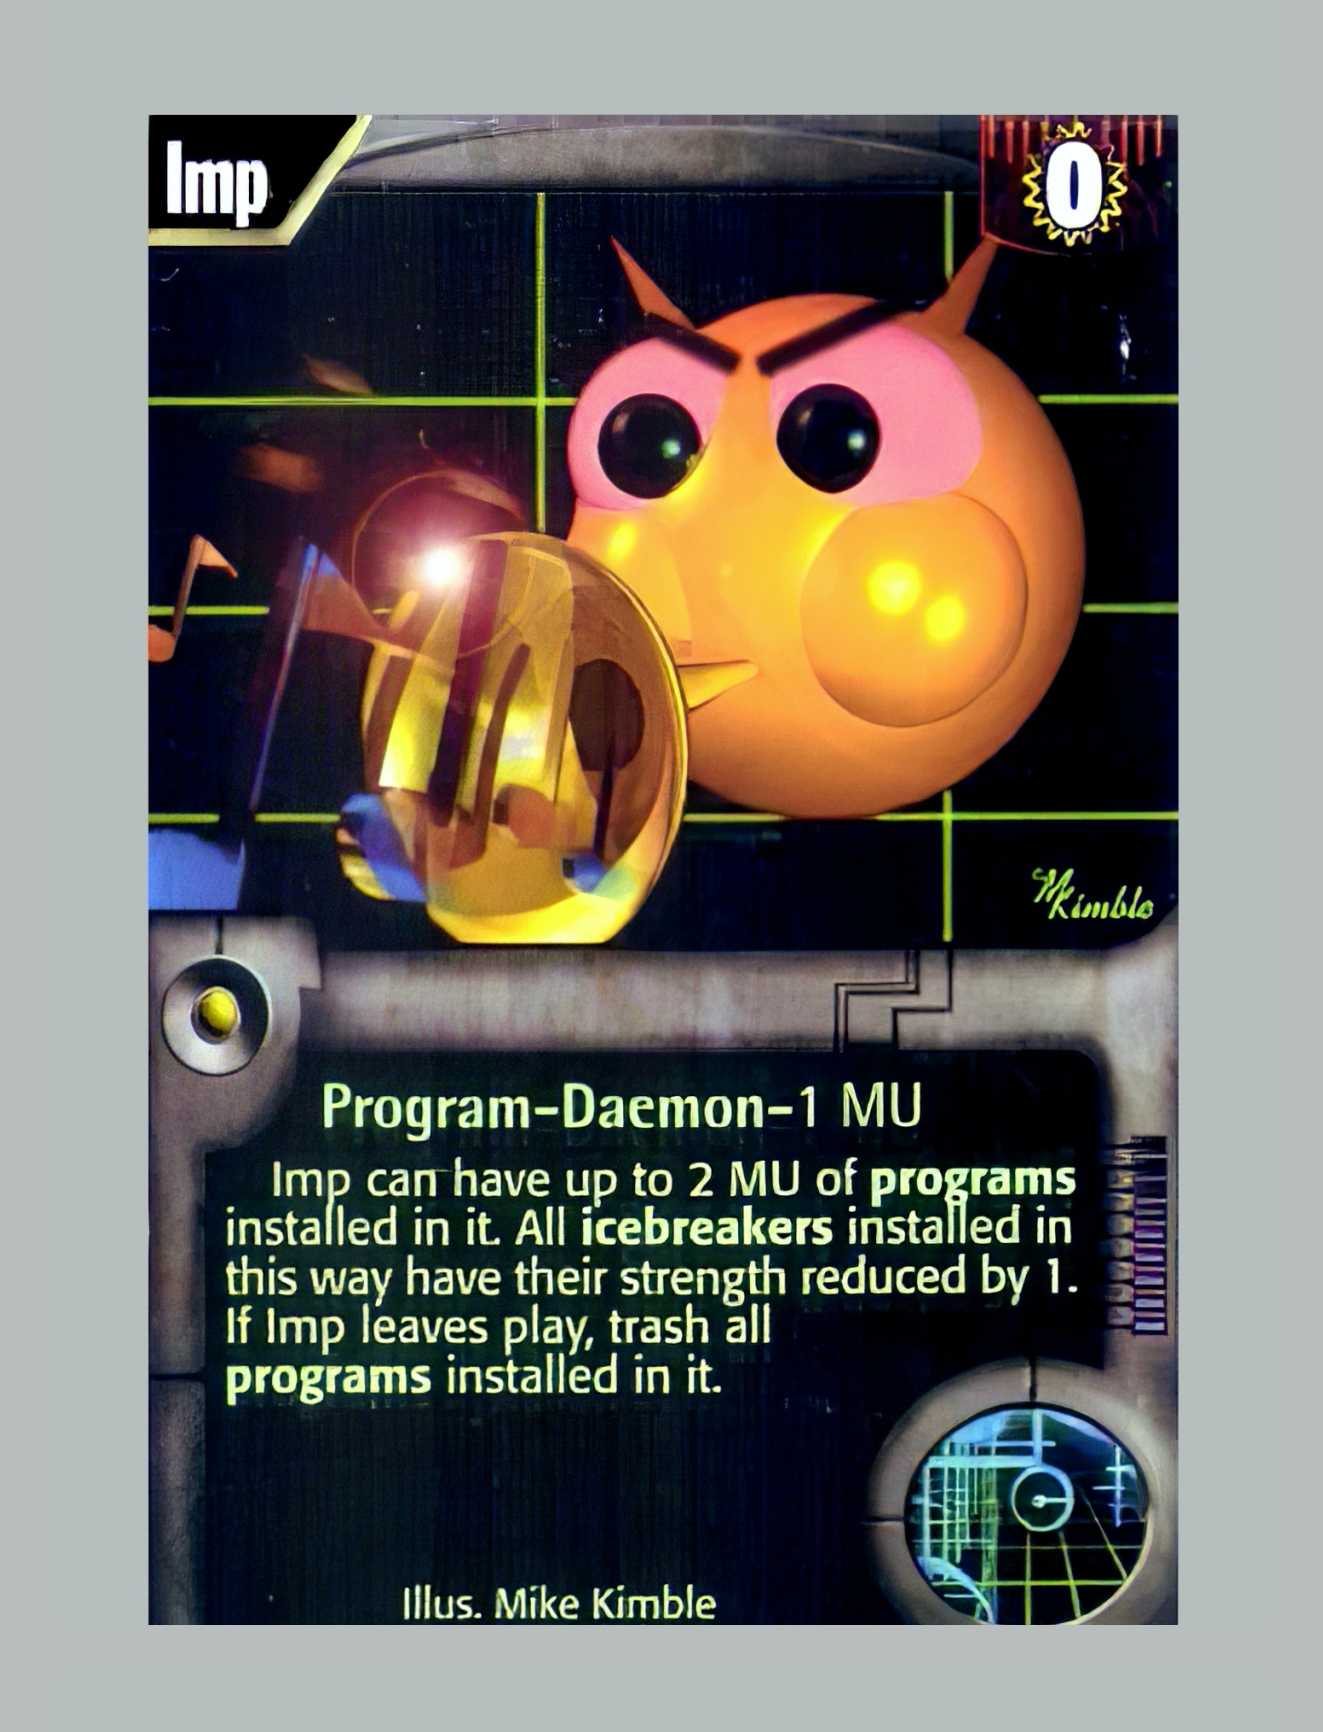 Imp
0
MKimble
Program-Daemon-1 MU
Imp can have up to 2 MU of programs
installed in it. All icebreakers installed in
this way have their strength reduced by 1.
If Imp leaves play, trash all
programs installed in it.
Illus. Mike Kimble